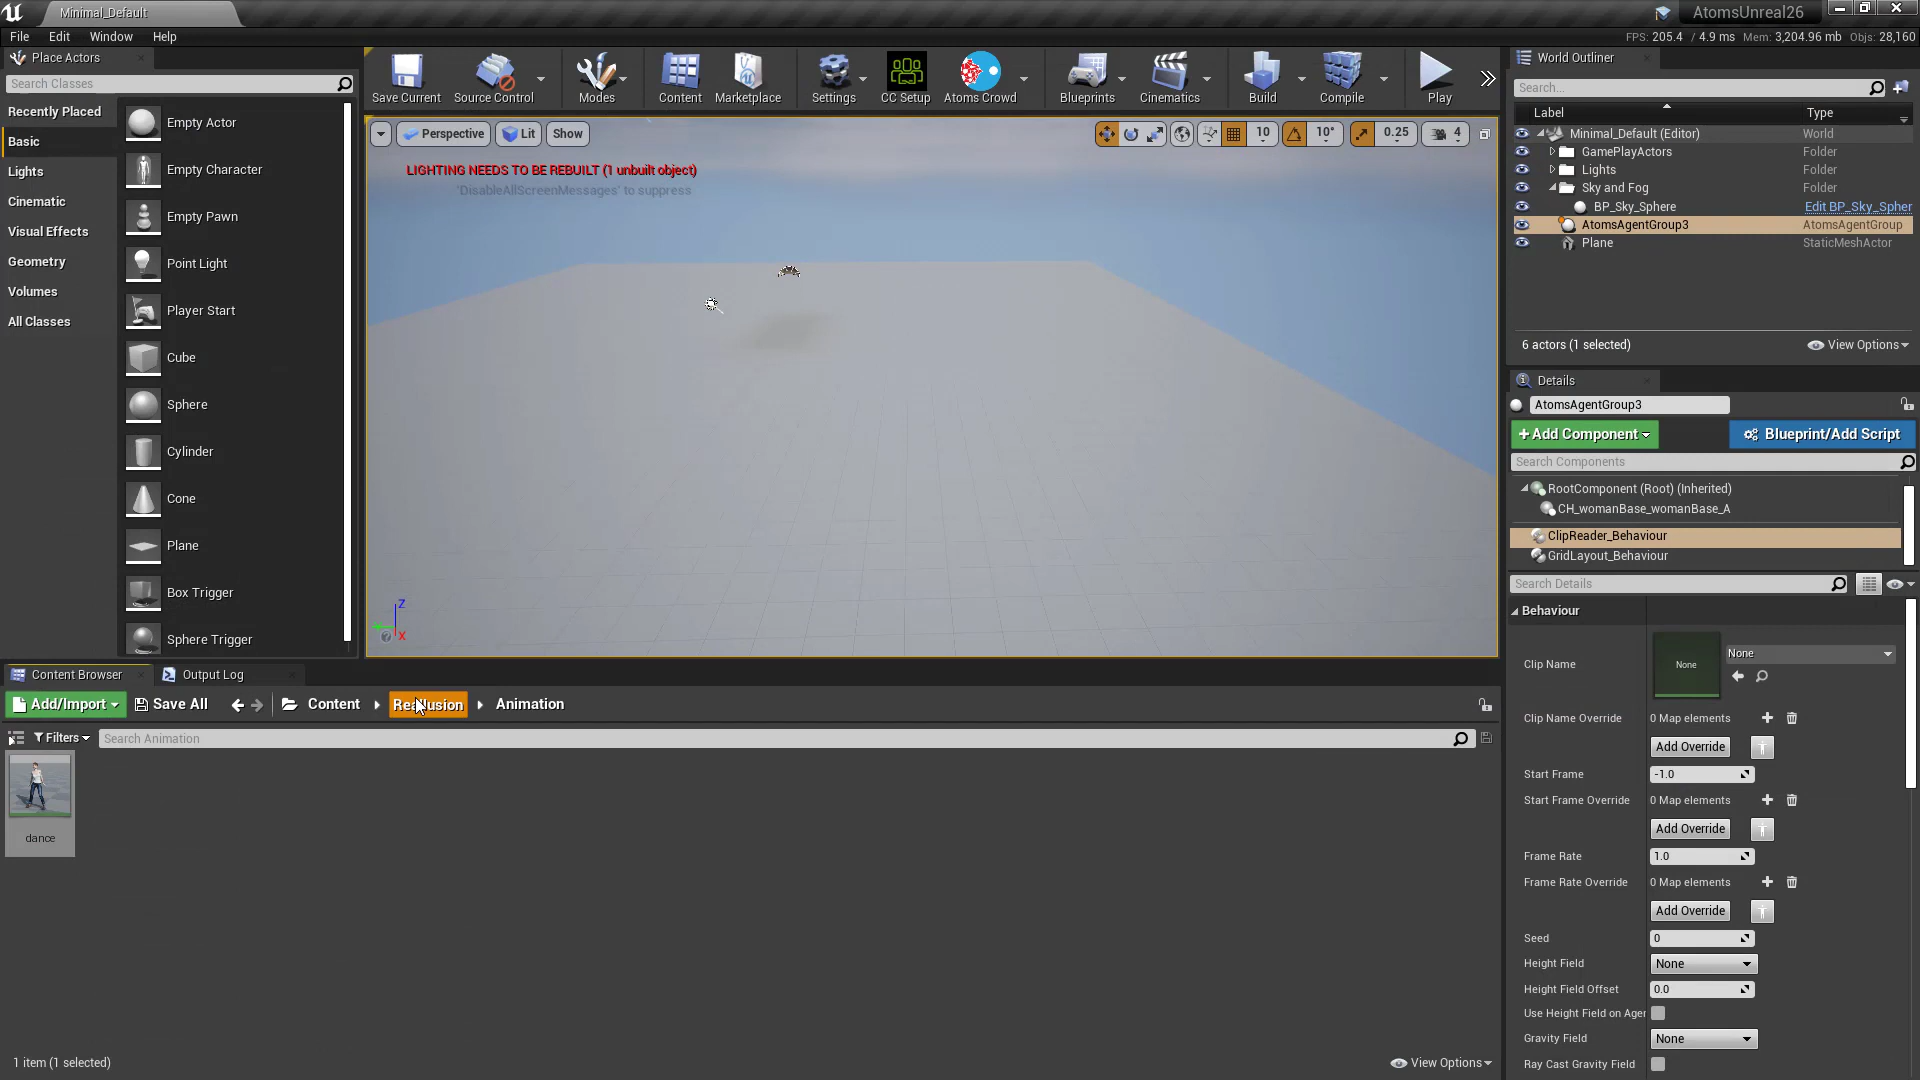 Minimal_Default
AtomsUnreal26
File Edit Window Help
FPS: 205.4 / 4.9 ms Mem: 3,204.96 mb Objs: 28,160
Place Actors
Search Classes
Recently Placed
Basic
Lights
Cinematic
Visual Effects
Geometry
Volumes
All Classes
Empty Actor
Empty Character
Empty Pawn
Point Light
Player Start
Cube
Sphere
Cylinder
Cone
Plane
Box Trigger
Sphere Trigger
Save Current
Source Control
Modes
Content
Marketplace
Settings
CC Setup
Atoms Crowd
Blueprints
Cinematics
Build
Compile
Play
Perspective
Lit
Show
10
10°
0.25
4
LIGHTING NEEDS TO BE REBUILT (1 unbuilt object)
'DisableAllScreenMessages' to suppress
Z
X
World Outliner
Search...
Label Type
Minimal_Default (Editor) World
GamePlayActors Folder
Lights Folder
Sky and Fog Folder
BP_Sky_Sphere Edit BP_Sky_Spher
AtomsAgentGroup3 AtomsAgentGroup
Plane StaticMeshActor
6 actors (1 selected)
View Options
Details
AtomsAgentGroup3
+Add Component
Blueprint/Add Script
Search Components
RootComponent (Root) (Inherited)
CH_womanBase_womanBase_A
ClipReader_Behaviour
GridLayout_Behaviour
Search Details
Behaviour
Clip Name None None
Clip Name Override 0 Map elements
Add Override
Start Frame -1.0
Start Frame Override 0 Map elements
Add Override
Frame Rate 1.0
Frame Rate Override 0 Map elements
Add Override
Seed 0
Height Field None
Height Field Offset 0.0
Use Height Field on Agen
Gravity Field None
Ray Cast Gravity Field
Content Browser
Output Log
Add/Import
Save All
Content
Animation
Filters
Search Animation
dance
1 item (1 selected)
View Options